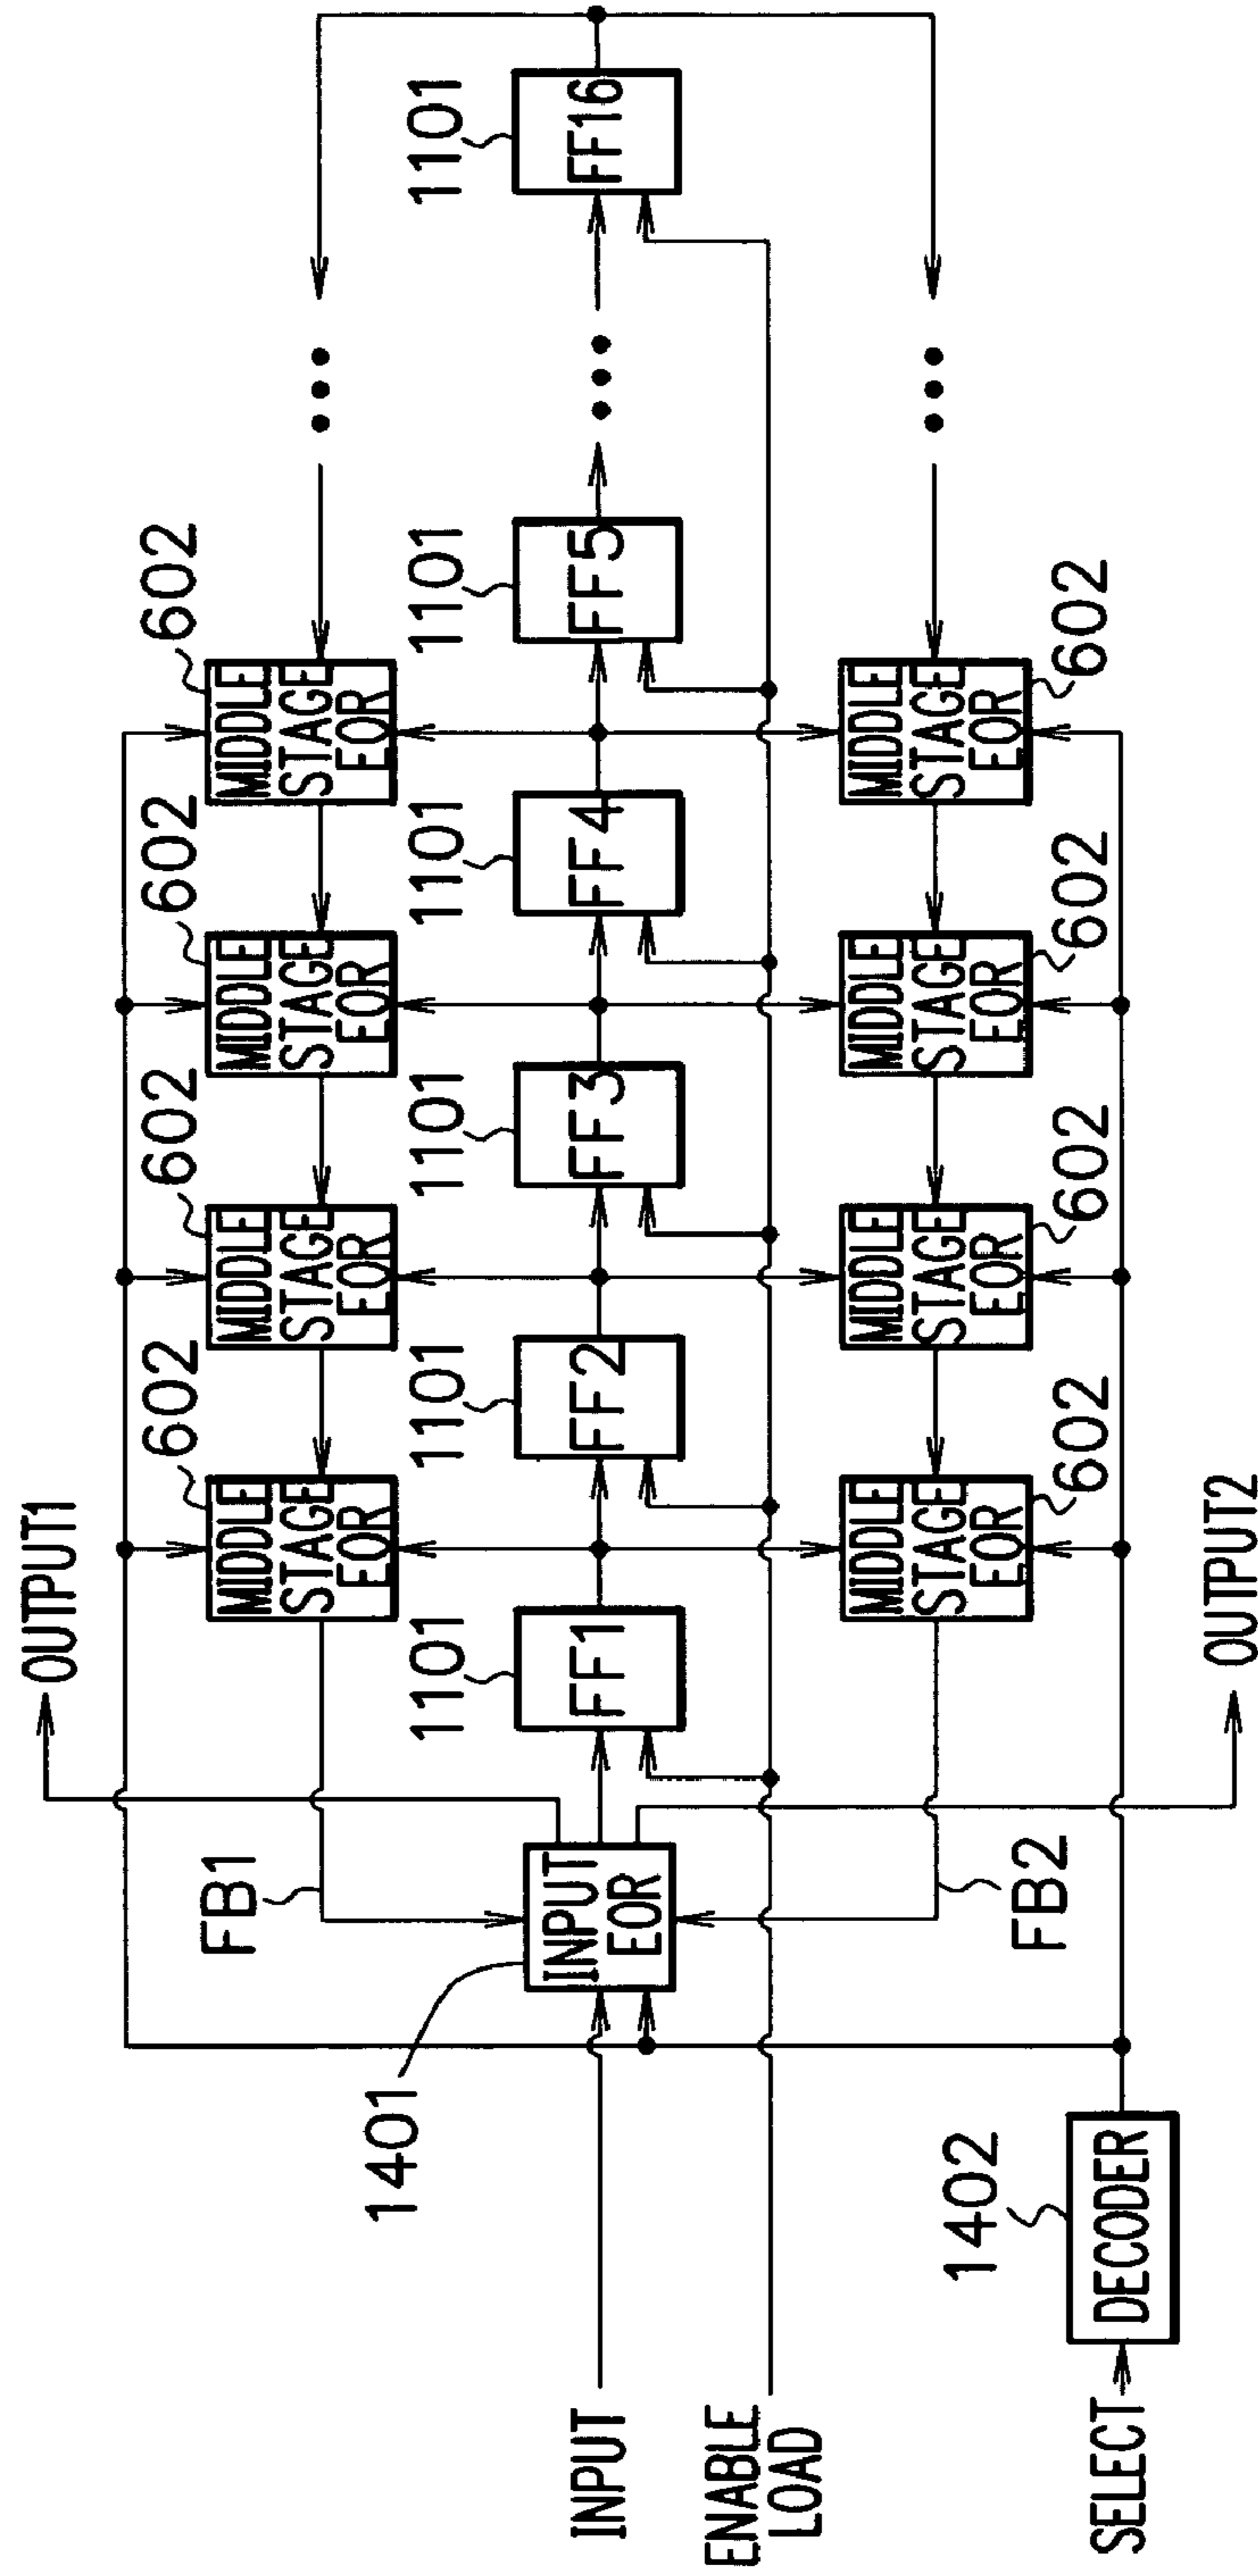 OUTPUT1
602
602
602
602
MIDDLE
STAGE
EOR
MIDDLE
STAGE
EOR
MIDDLE
STAGE
EOR
MIDDLE
STAGE
EOR
FB1
1401
1101
1101
1101
1101
1101
1101
INPUT
INPUT
EOR
FF1
FF2
FF3
FF4
FF5
FF16
ENABLE
LOAD
MIDDLE
STAGE
EOR
MIDDLE
STAGE
EOR
MIDDLE
STAGE
EOR
MIDDLE
STAGE
EOR
1402
FB2
602
602
602
602
SELECT
DECODER
OUTPUT2